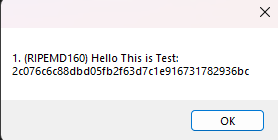 1. (RIPEMD160) Hello This is Test:
2c076c6c88dbd05fb2f63d7c1e916731782936bc
OK